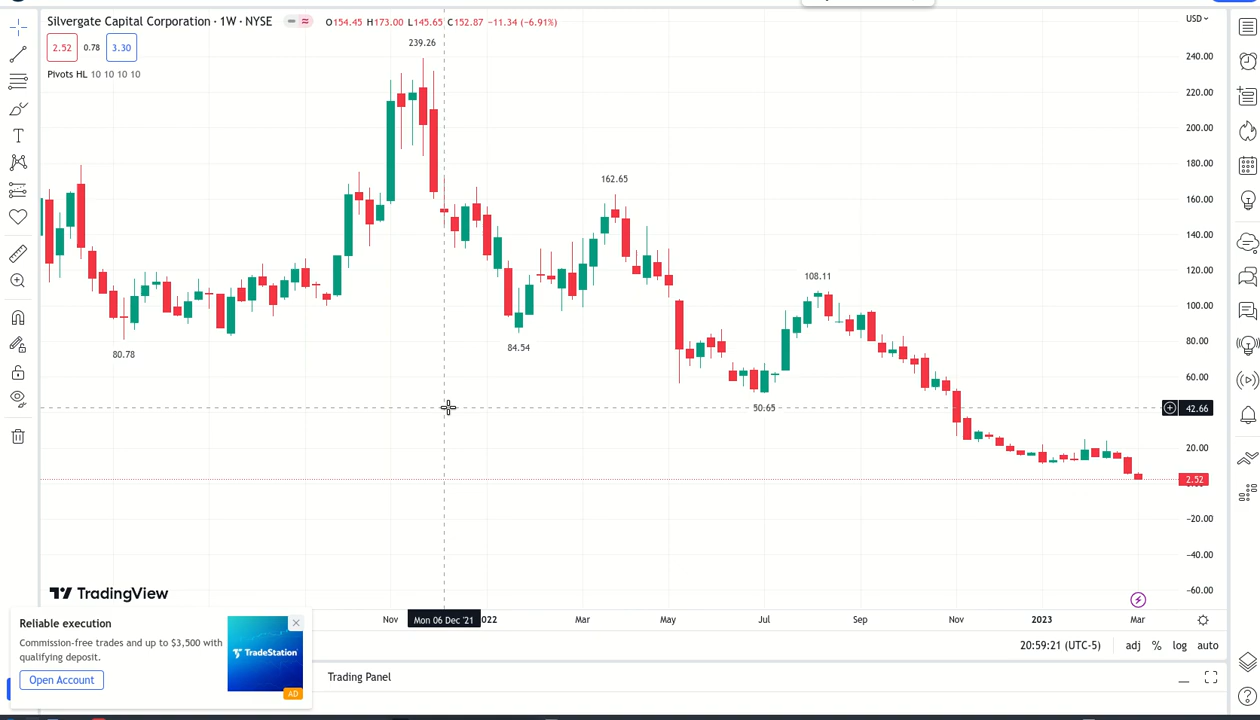 Silvergate Capital Corporation · 1W · NYSE
O154.45 H173.00 L145.65 C152.87 −11.34 (−6.91%)
USD
2.52 0.78 3.30
Pivots HL 10 10 10 10
239.26
162.65
108.11
80.78
84.54
50.65
240.00
220.00
200.00
180.00
160.00
140.00
120.00
100.00
80.00
60.00
42.66
20.00
2.52
−20.00
−40.00
−60.00
TradingView
Nov Mon 06 Dec '21 022 Mar May Jul Sep Nov 2023 Mar
20:59:21 (UTC-5) adj % log auto
Reliable execution
Commission-free trades and up to $3,500 with
qualifying deposit.
Open Account
TradeStation
AD
Trading Panel